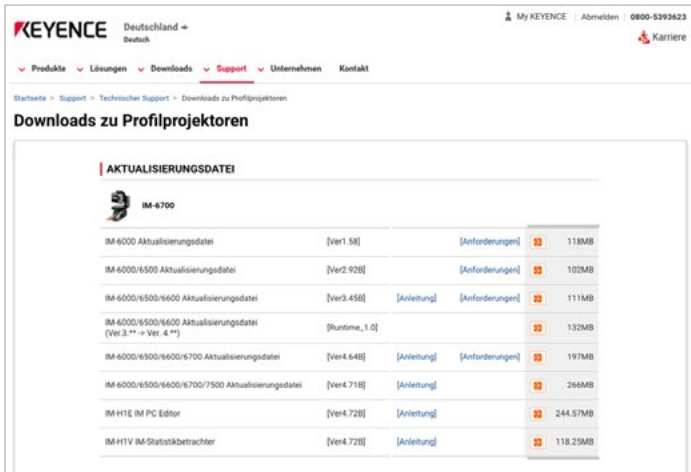 My KEYENCE | Abmelden | 0800-5393623
KEYENCE Deutschland
Deutsch
Karriere
Produkte Lösungen Downloads Support Unternehmen Kontakt
Startseite > Support > Technischer Support > Downloads zu Profilprojektoren
Downloads zu Profilprojektoren
AKTUALISIERUNGSDATEI
IM-6700
IM-6000 Aktualisierungsdatei [Ver1.58] [Anforderungen] 118MB
IM-6000/6500 Aktualisierungsdatei [Ver2.92B] [Anforderungen] 102MB
IM-6000/6500/6600 Aktualisierungsdatei [Ver3.45B] [Anleitung] [Anforderungen] 111MB
IM-6000/6500/6600 Aktualisierungsdatei
(Ver.3.** -> Ver. 4.**) [Runtime_1.0] 132MB
IM-6000/6500/6600/6700 Aktualisierungsdatei [Ver4.64B] [Anleitung] [Anforderungen] 197MB
IM-6000/6500/6600/6700/7500 Aktualisierungsdatei [Ver4.71B] [Anleitung] 266MB
IM-H1E IM PC Editor [Ver4.72B] [Anleitung] 244.57MB
IM-H1V IM-Statistikbetrachter [Ver4.72B] [Anleitung] 118.25MB